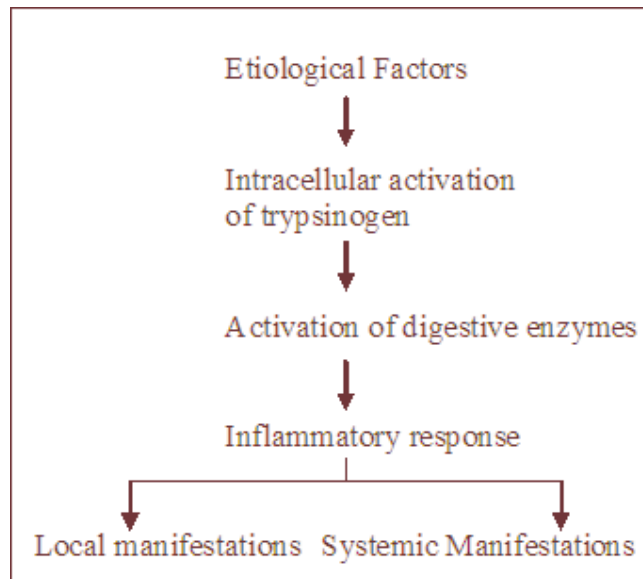 Etiological Factors
Intracellular activation
of trypsinogen
Activation of digestive enzymes
Inflammatory response
Local manifestations
Systemic Manifestations